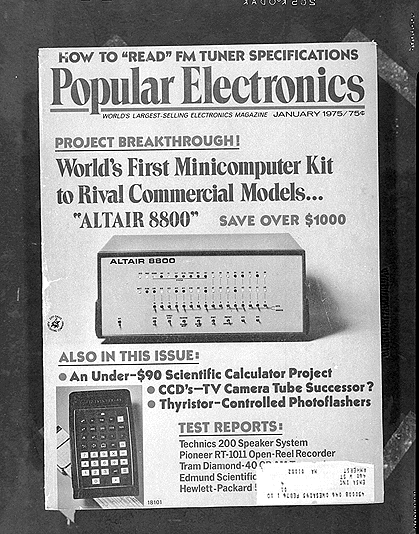 HOW TO "READ" FM TUNER SPECIFICATIONS
Popular Electronics
WORLD'S LARGEST-SELLING ELECTRONICS MAGAZINE JANUARY 1975/75¢
PROJECT BREAKTHROUGH!
World's First Minicomputer Kit
to Rival Commercial Models...
"ALTAIR 8800" SAVE OVER $1000
ALTAIR 8800
ALSO IN THIS ISSUE:
● An Under-$90 Scientific Calculator Project
● CCD's—TV Camera Tube Successor?
● Thyristor-Controlled Photoflashers
TEST REPORTS:
Technics 200 Speaker System
Pioneer RT-1011 Open-Reel Recorder
Tram Diamond-40
Edmund Scientific
Hewlett-Packard
18101
AMHERST